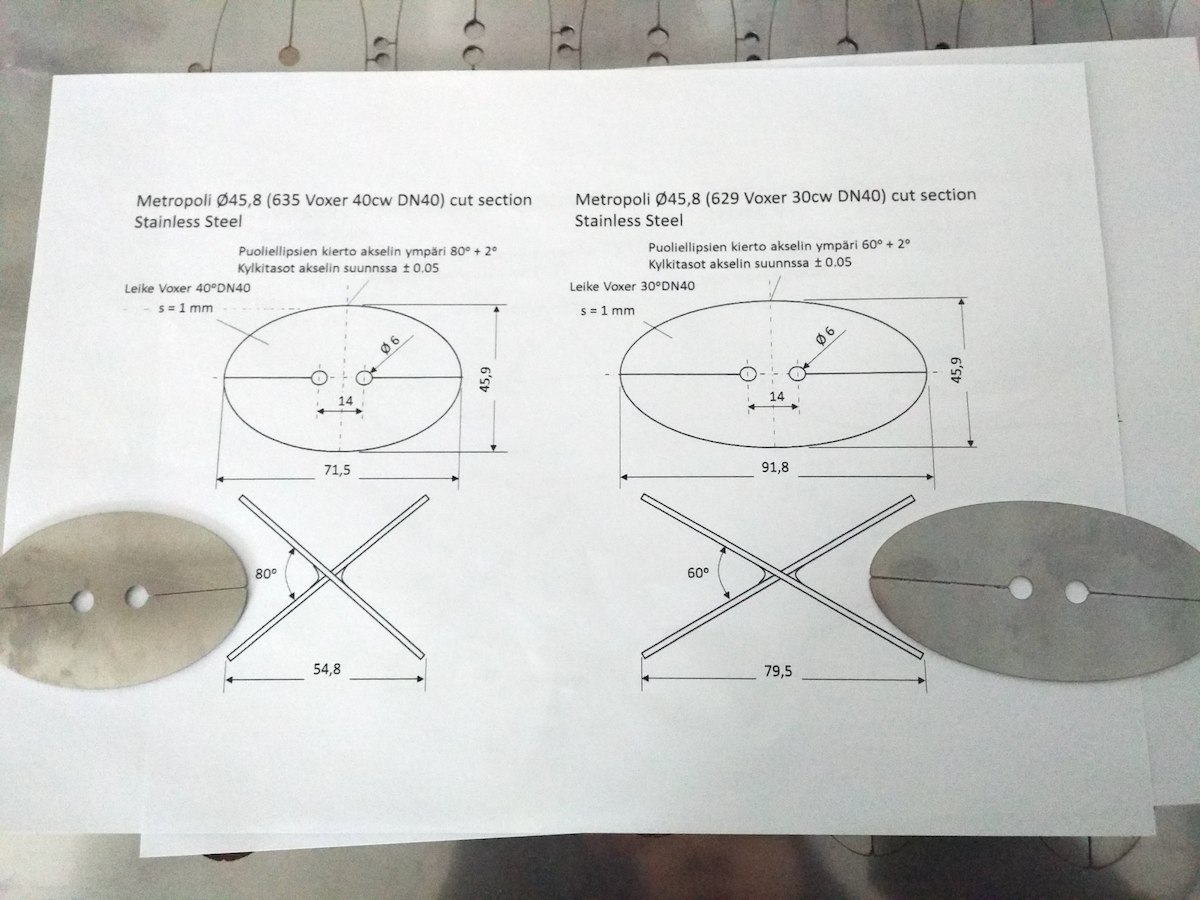 Metropoli Ø45,8 (635 Voxer 40cw DN40) cut section
Stainless Steel
Puoliellipsien kierto akselin ympäri 80° + 2°
Kylkitasot akselin suunnssa ± 0.05
Leike Voxer 40°DN40
s = 1 mm
Ø 6
45,9
14
71,5
80°
54,8
Metropoli Ø45,8 (629 Voxer 30cw DN40) cut section
Stainless Steel
Puoliellipsien kierto akselin ympäri 60° + 2°
Kylkitasot akselin suunnssa ± 0.05
Leike Voxer 30°DN40
s = 1 mm
Ø 6
45,9
14
91,8
60°
79,5